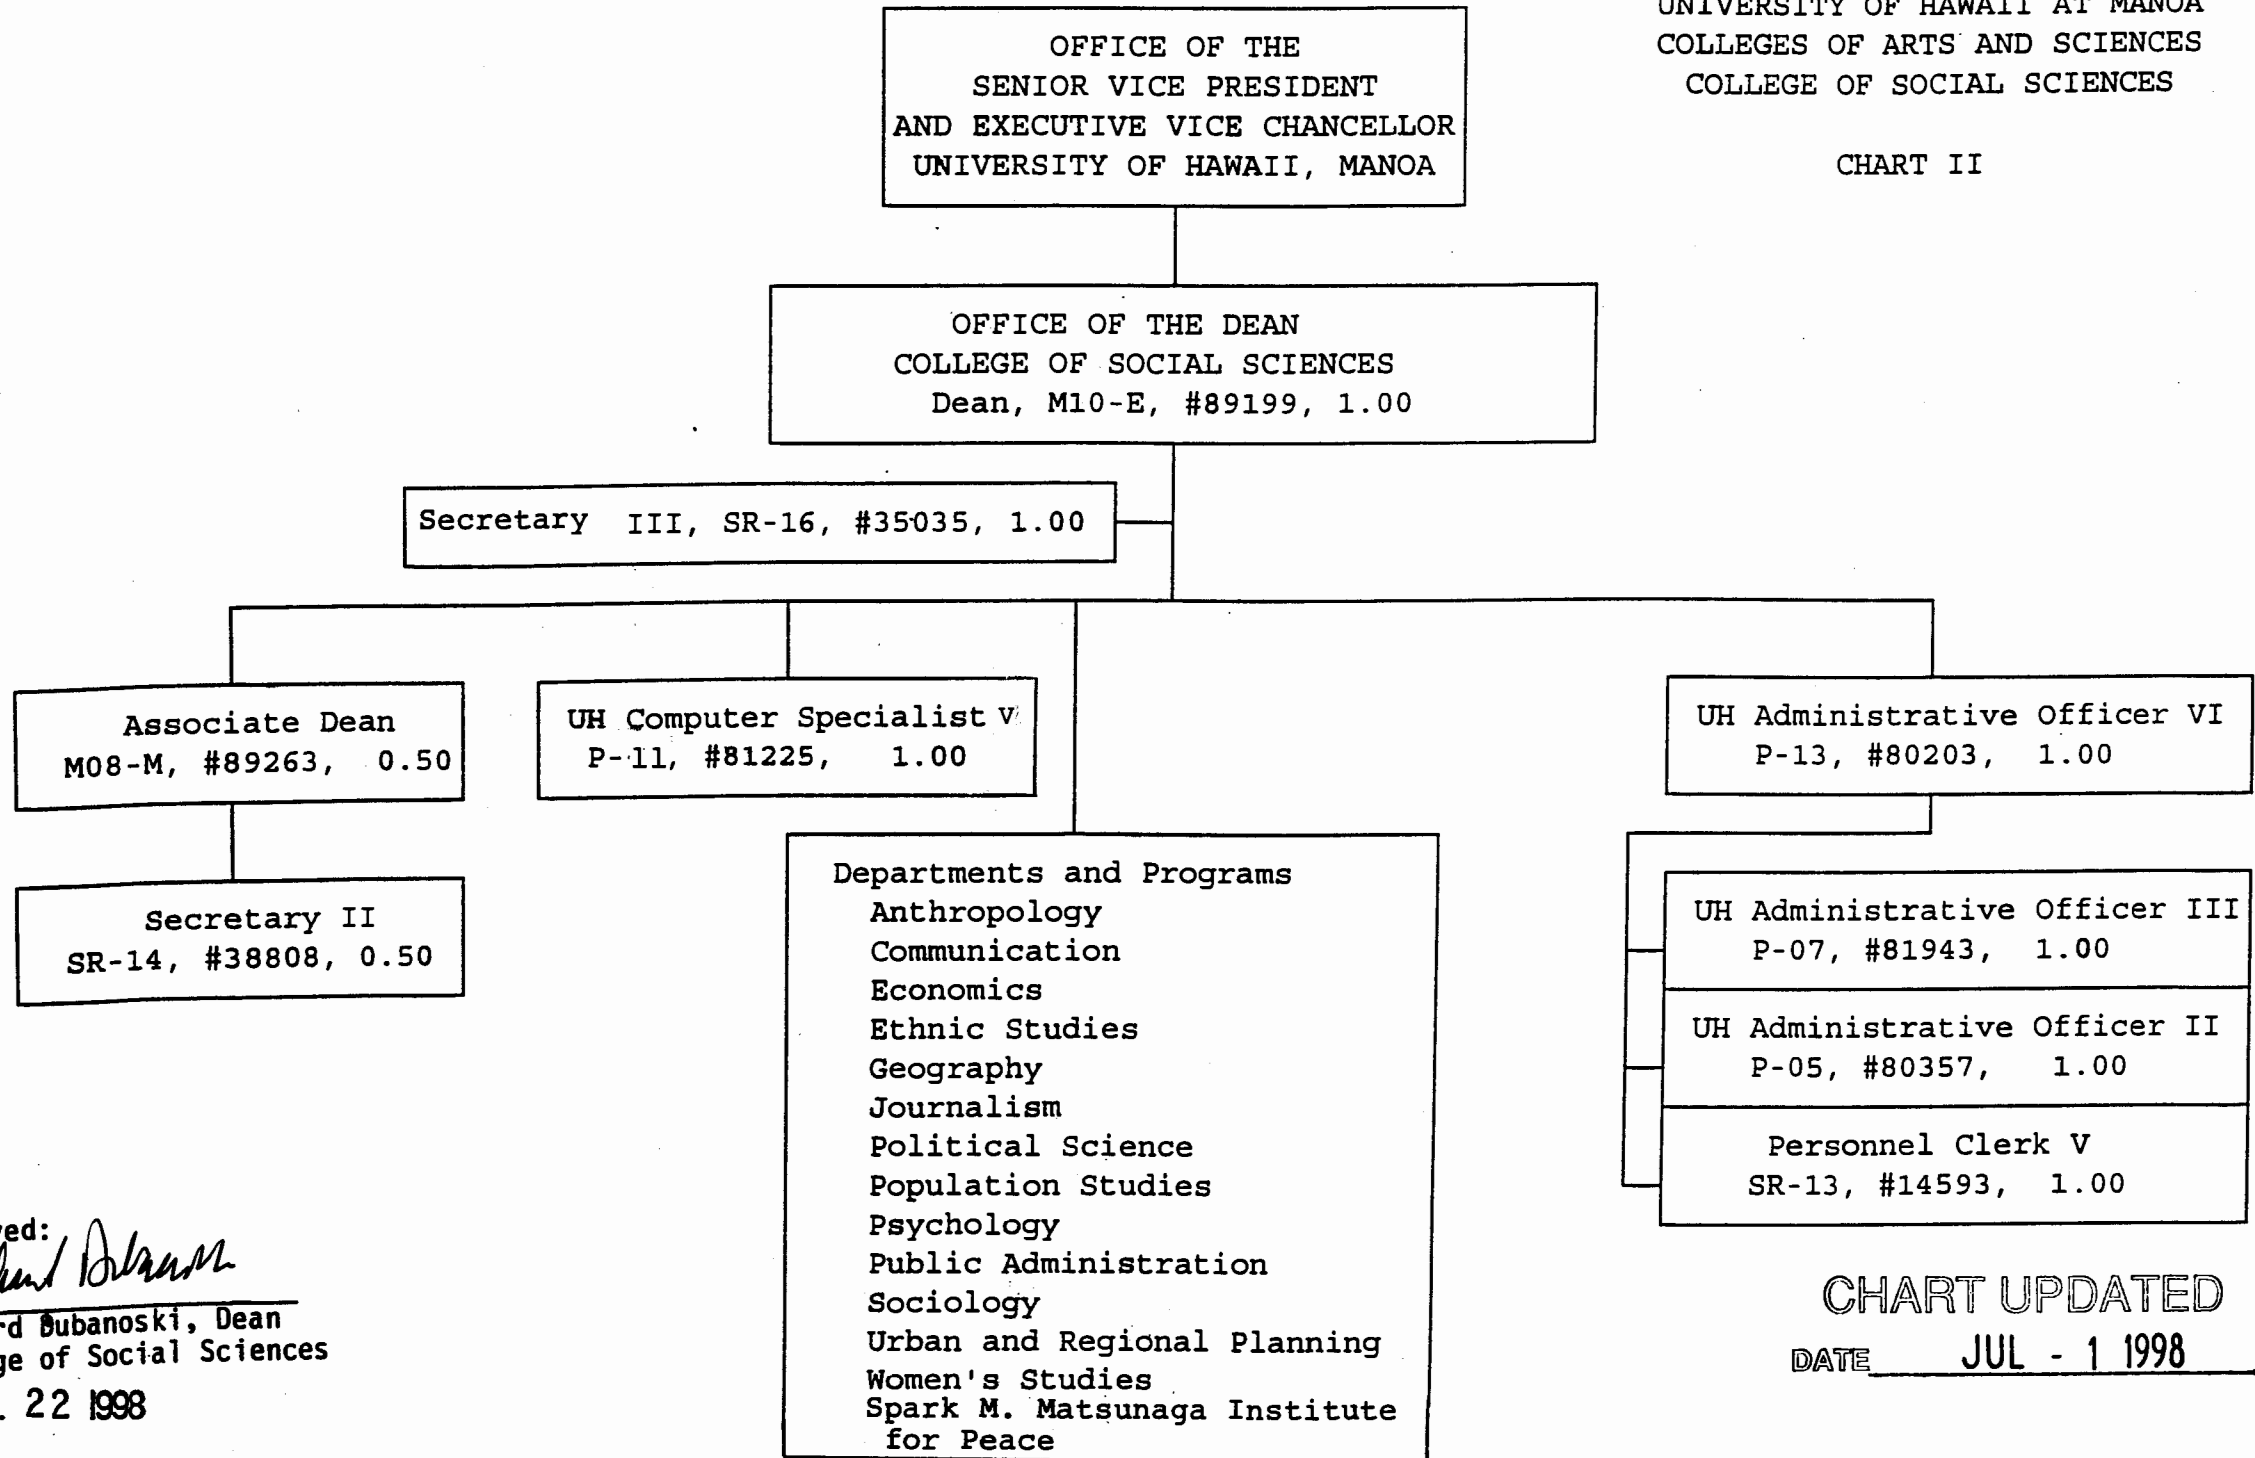 UNIVERSITY OF HAWAII AT MANOA
COLLEGES OF ARTS AND SCIENCES
COLLEGE OF SOCIAL SCIENCES
CHART II
OFFICE OF THE
SENIOR VICE PRESIDENT
AND EXECUTIVE VICE CHANCELLOR
UNIVERSITY OF HAWAII, MANOA
OFFICE OF THE DEAN
COLLEGE OF SOCIAL SCIENCES
Dean, M10-E, #89199, 1.00
Secretary III, SR-16, #35035, 1.00
Associate Dean
M08-M, #89263, 0.50
Secretary II
SR-14, #38808, 0.50
UH Computer Specialist V
P-11, #81225, 1.00
Departments and Programs
Anthropology
Communication
Economics
Ethnic Studies
Geography
Journalism
Political Science
Population Studies
Psychology
Public Administration
Sociology
Urban and Regional Planning
Women's Studies
Spark M. Matsunaga Institute
for Peace
UH Administrative Officer VI
P-13, #80203, 1.00
UH Administrative Officer III
P-07, #81943, 1.00
UH Administrative Officer II
P-05, #80357, 1.00
Personnel Clerk V
SR-13, #14593, 1.00
ved:
rd Dubanoski, Dean
ge of Social Sciences
. 22 1998
CHART UPDATED
DATE JUL - 1 1998